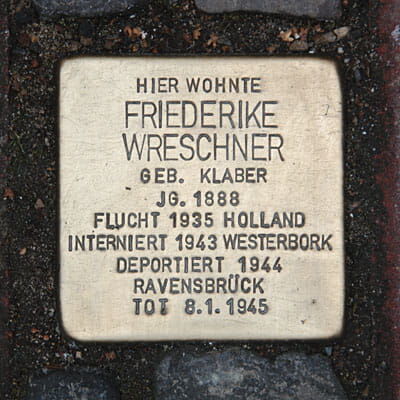 HIER WOHNTE
FRIEDERIKE
WRESCHNER
GEB. KLABER
JG. 1888
FLUCHT 1935 HOLLAND
INTERNIERT 1943 WESTERBORK
DEPORTIERT 1944
RAVENSBRÜCK
TOT 8.1.1945